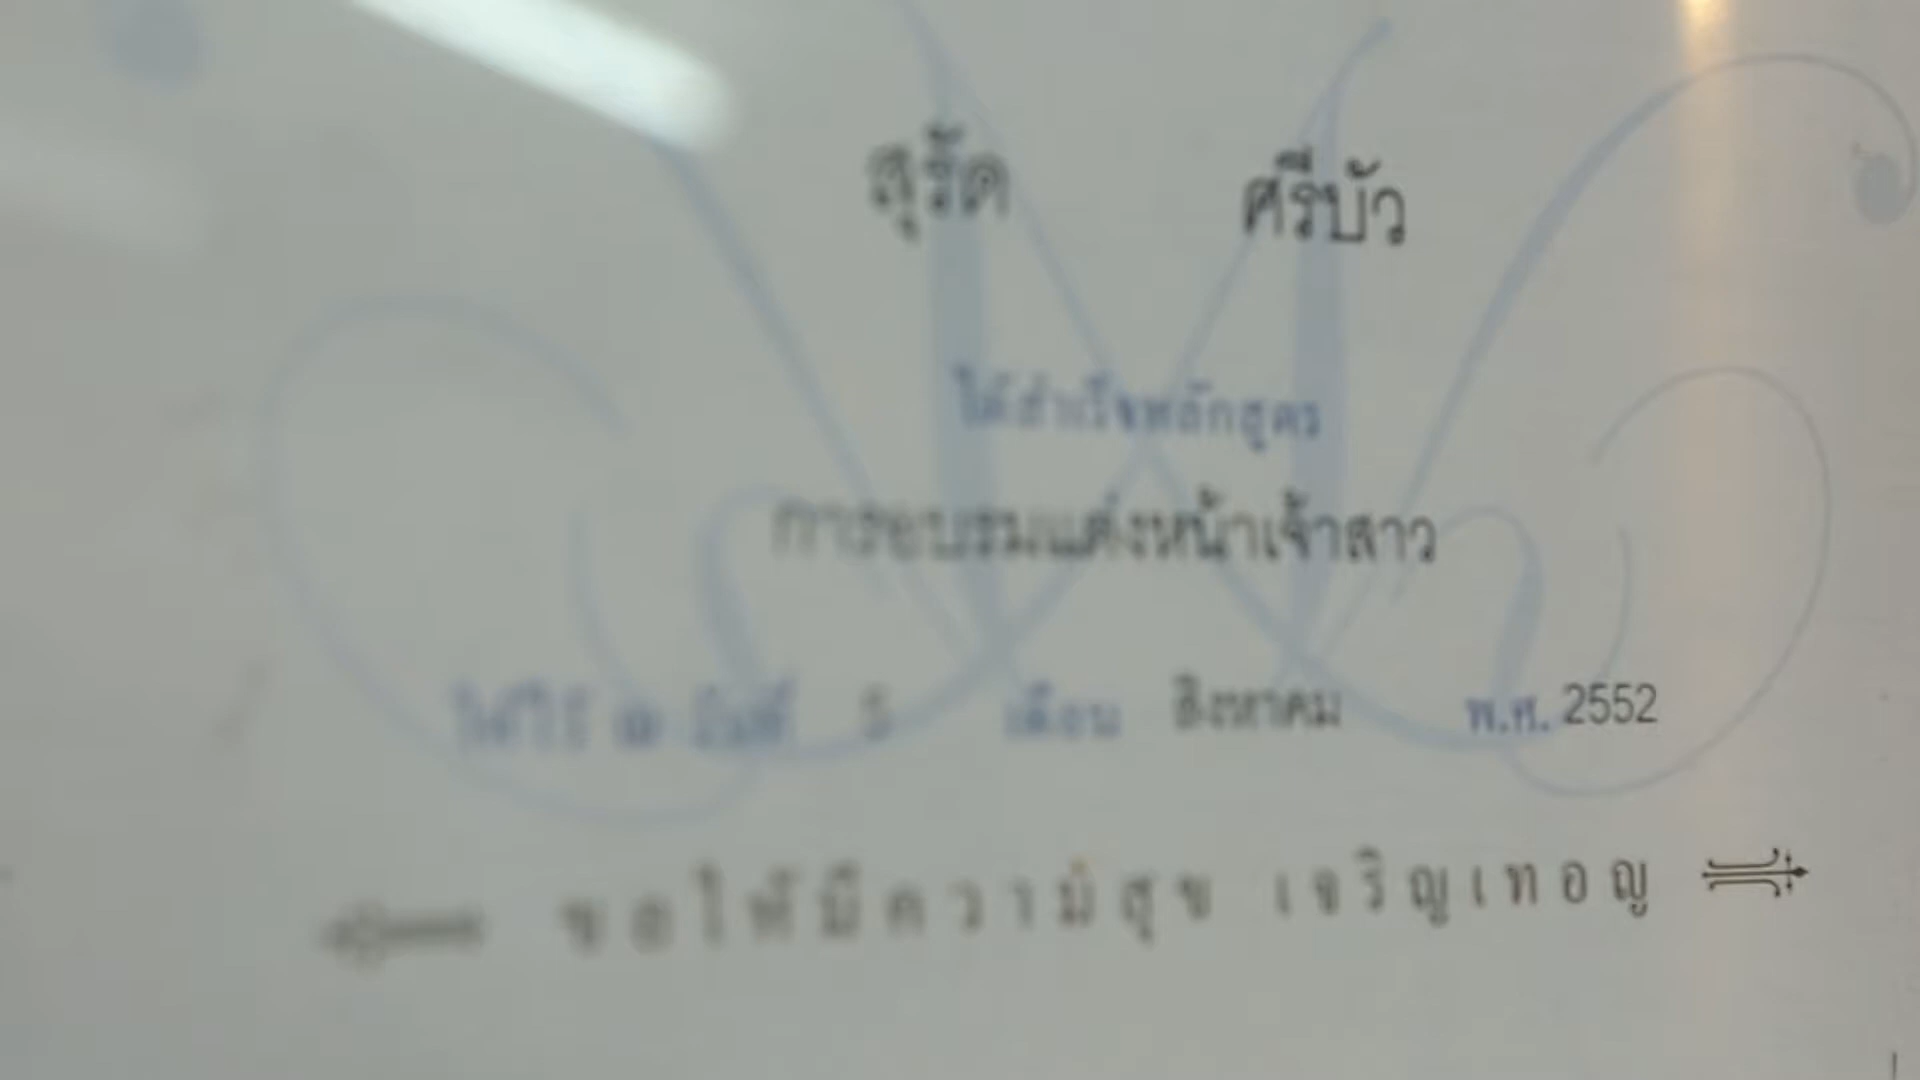 สุรัด ศรีบัว
ได้สำเร็จหลักสูตร
การอบรมแต่งหน้าเจ้าสาว
ให้ไว้ ณ วันที่ 5 เดือน สิงหาคม พ.ศ. 2552
ขอให้มีความสุข เจริญเทอญ